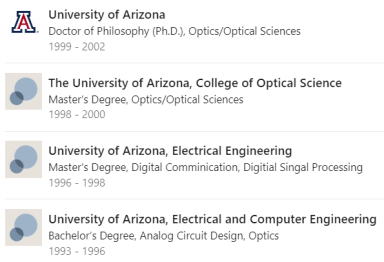 University of Arizona
Doctor of Philosophy (Ph.D.), Optics/Optical Sciences
1999 - 2002
The University of Arizona, College of Optical Science
Master's Degree, Optics/Optical Sciences
1998 - 2000
University of Arizona, Electrical Engineering
Master's Degree, Digital Comminication, Digitial Singal Processing
1996 - 1998
University of Arizona, Electrical and Computer Engineering
Bachelor's Degree, Analog Circuit Design, Optics
1993 - 1996